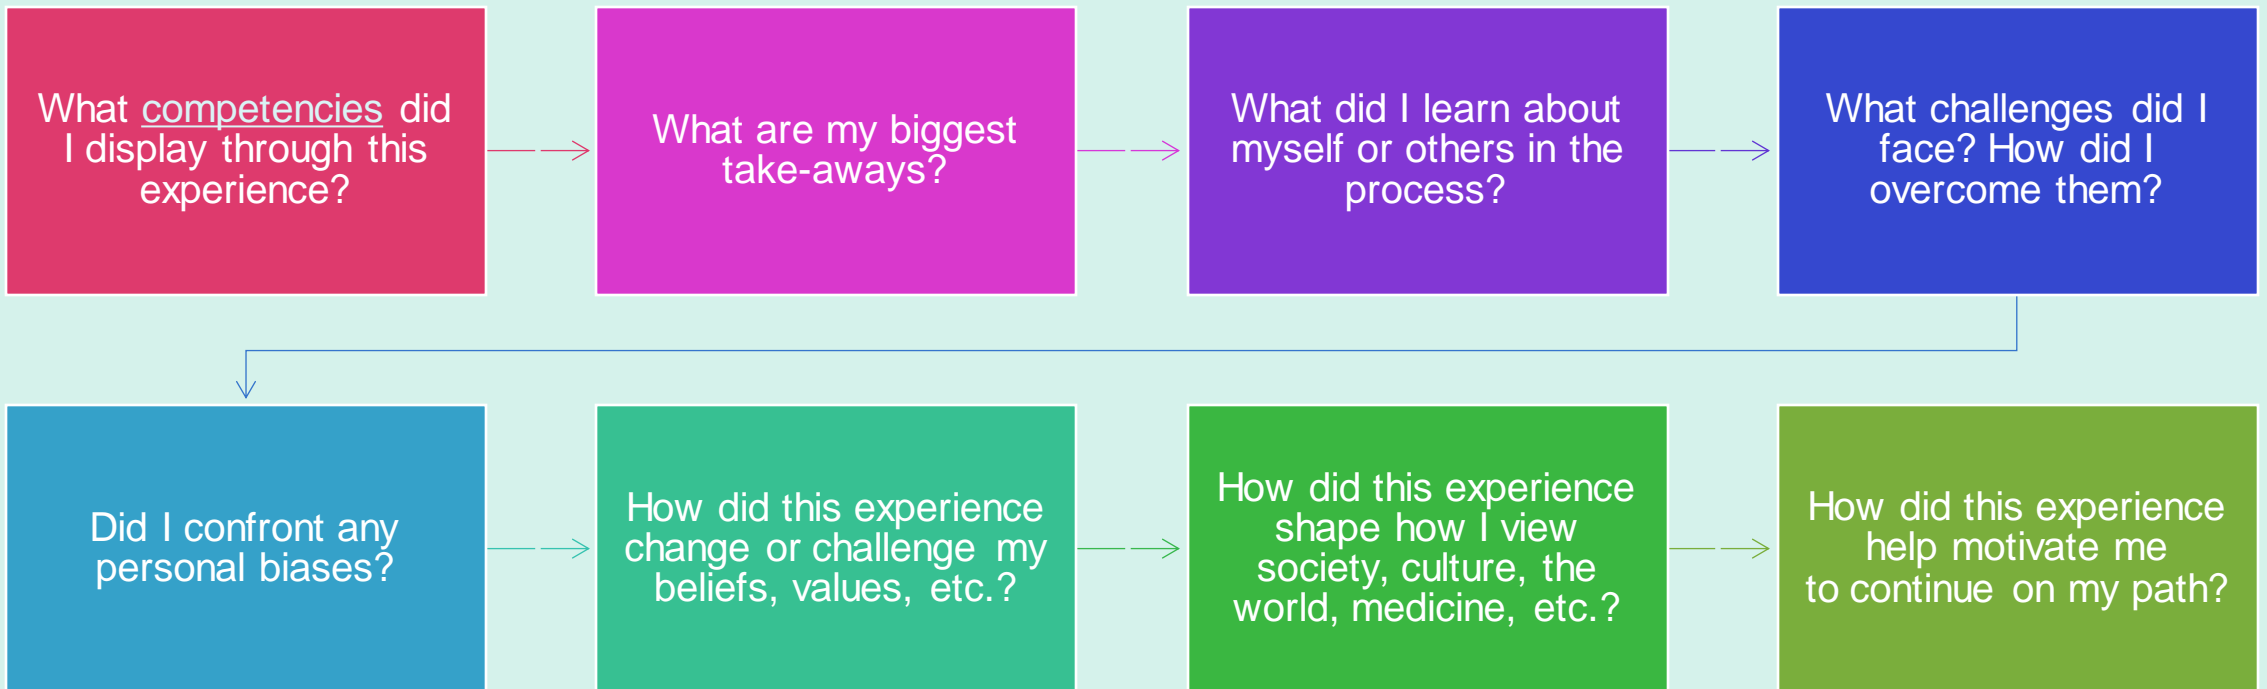 What competencies did
I display through this
experience?
What are my biggest
take-aways?
What did I learn about
myself or others in the
process?
What challenges did I
face? How did I
overcome them?
Did I confront any
personal biases?
How did this experience
change or challenge my
beliefs, values, etc.?
How did this experience
shape how I view
society, culture, the
world, medicine, etc.?
How did this experience
help motivate me
to continue on my path?